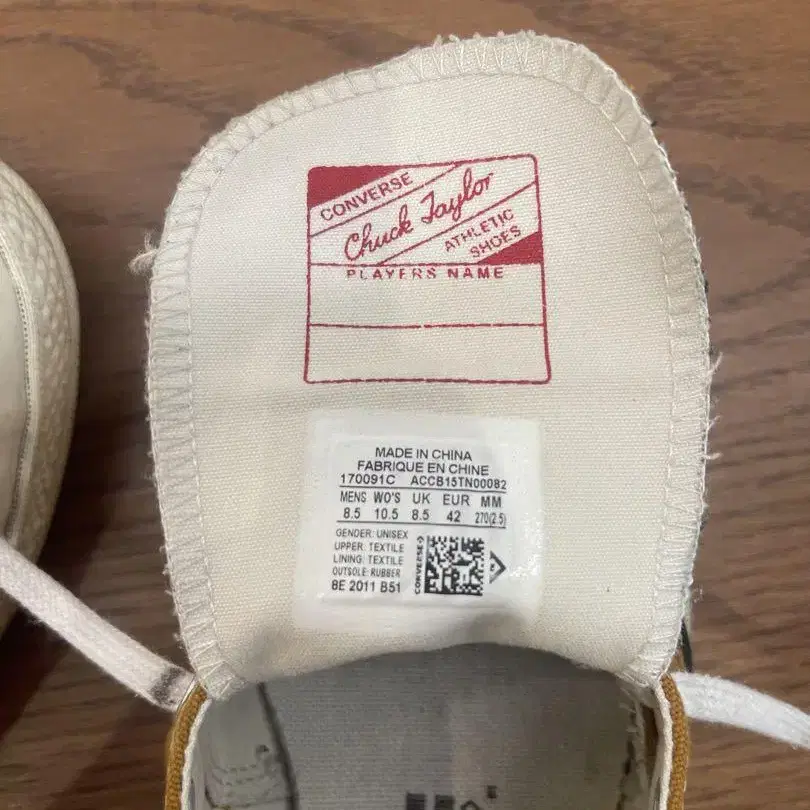 CONVERSE
Chuck Taylor
ATHLETIC
SHOES
PLAYERS NAME
MADE IN CHINA
FABRIQUE EN CHINE
170091C ACCB15TN00082
MENS WO'S UK EUR MM
8.5 10.5 8.5 42 270(2.5)
GENDER: UNISEX
UPPER: TEXTILE
LINING: TEXTILE
OUTSOLE: RUBBER
8E 2011 B51
CONVERSE